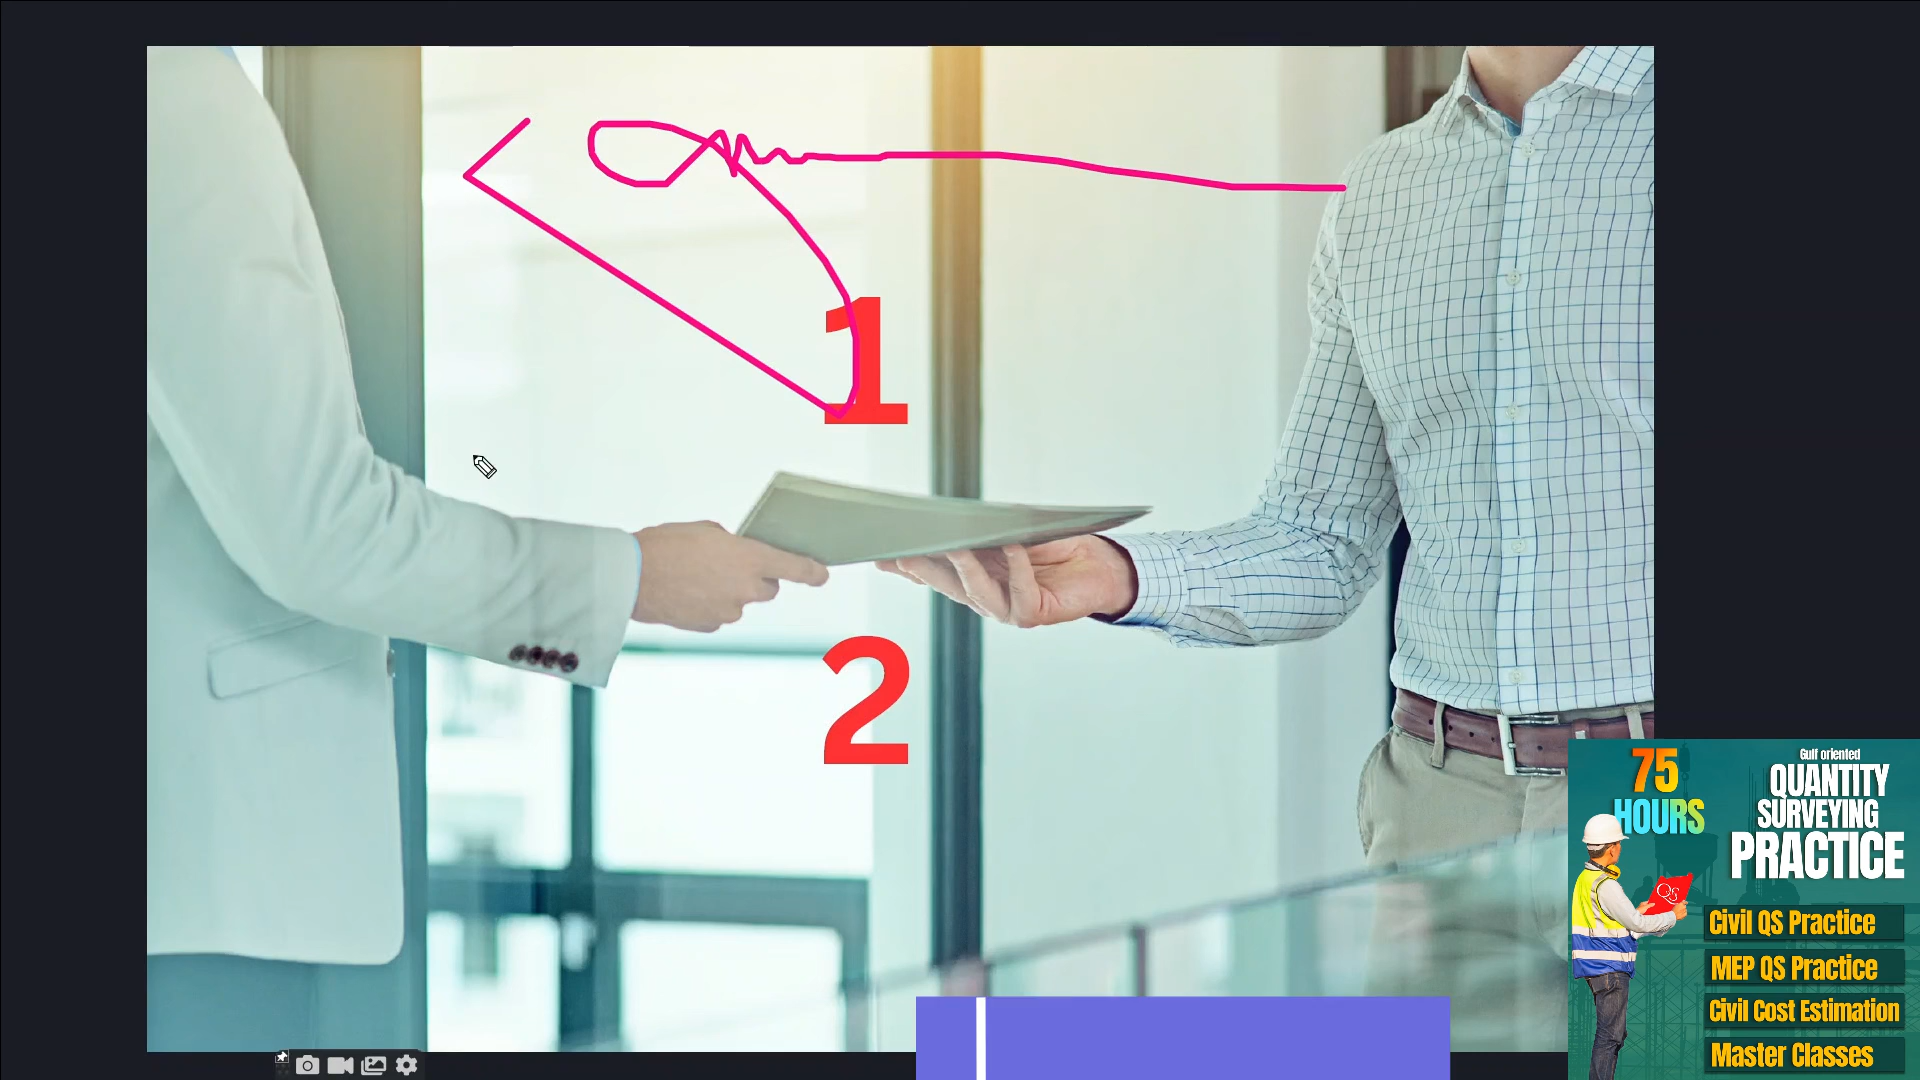 1
2
75
HOURS
Gulf oriented
QUANTITY
SURVEYING
PRACTICE
QS
Civil QS Practice
MEP QS Practice
Civil Cost Estimation
Master Classes